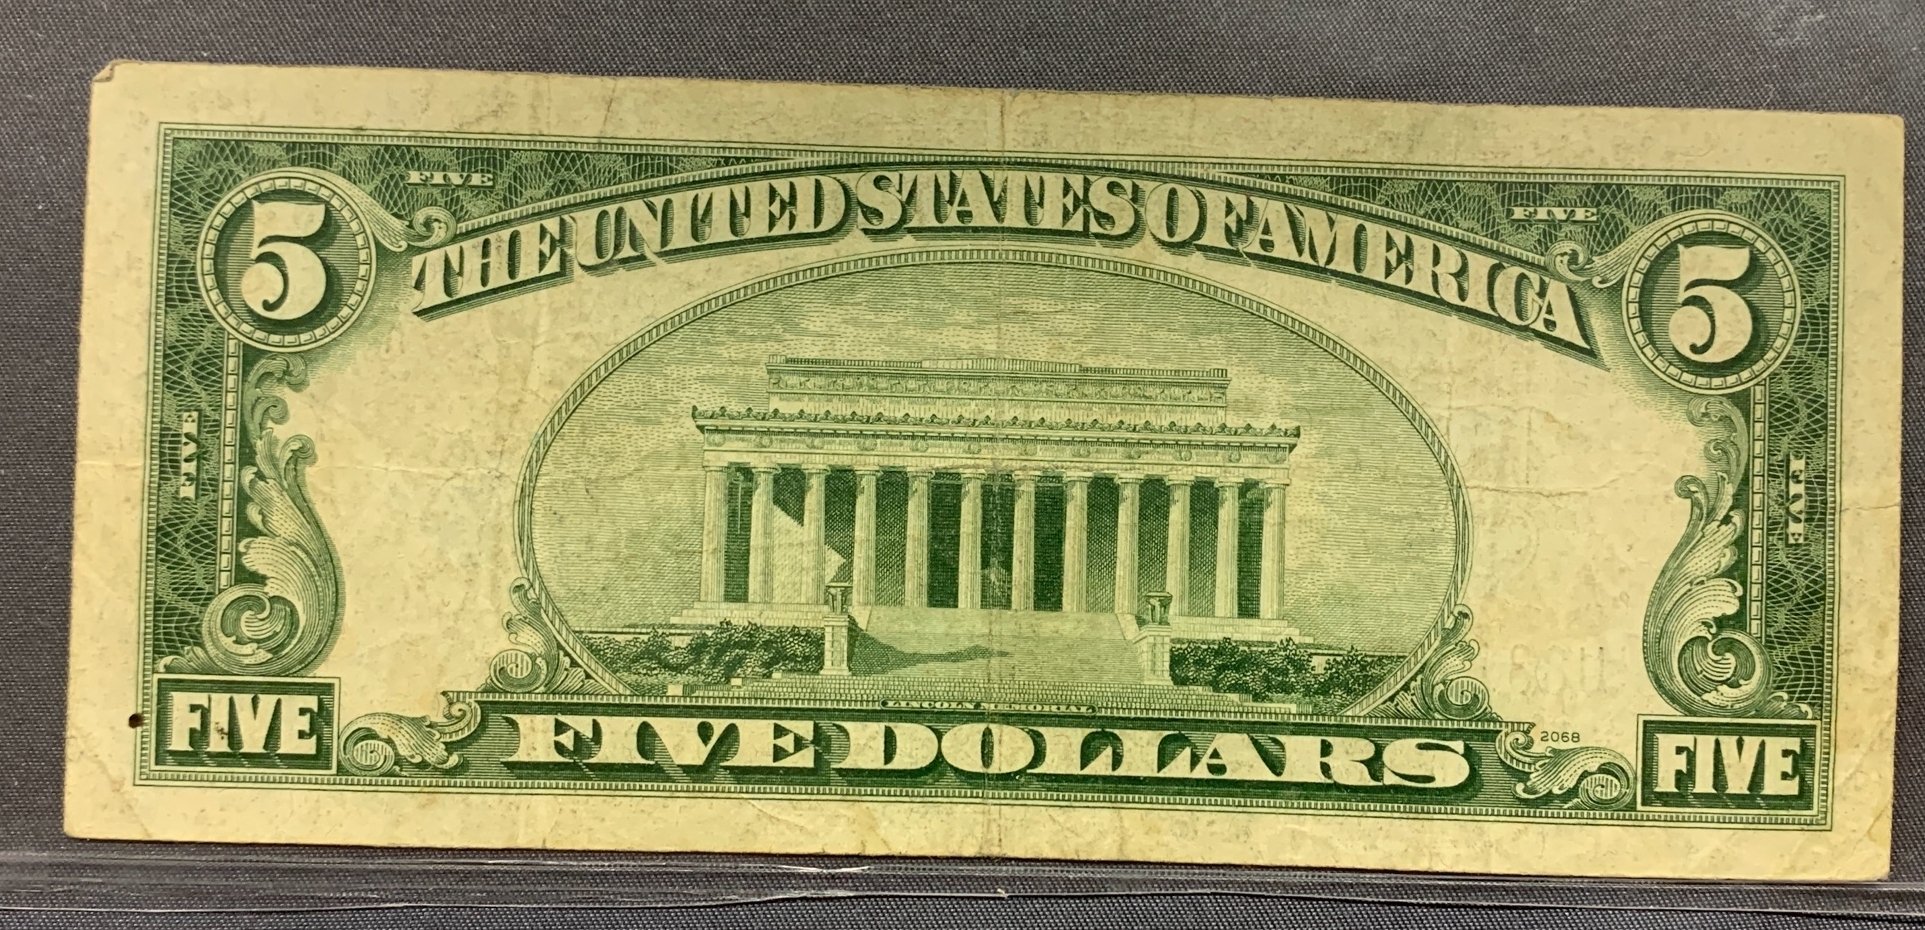 FIVE
FIVE
5
THE UNITED STATES OF AMERICA
5
FIVE
FIVE
LINCOLN MEMORIAL
FIVE
FIVE DOLLARS
2068
FIVE